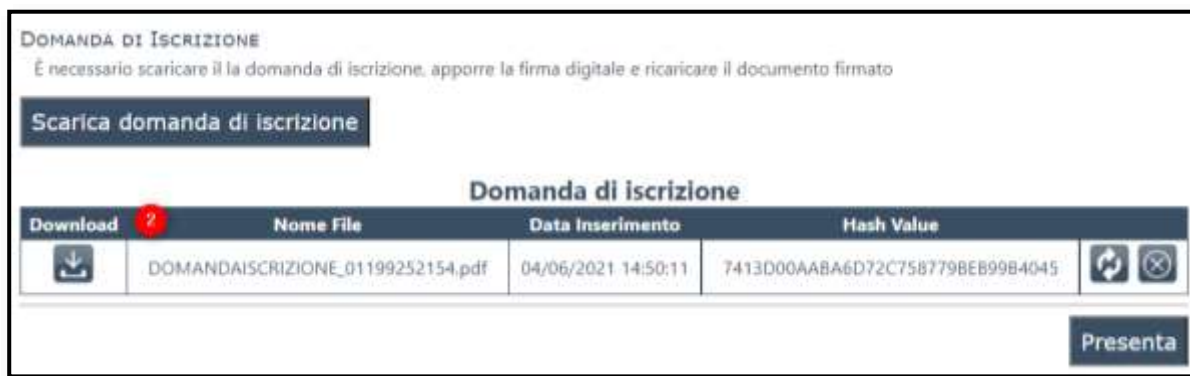 DOMANDA DI ISCRIZIONE
È necessario scaricare il la domanda di iscrizione, apporre la firma digitale e ricaricare il documento firmato
Scarica domanda di iscrizione
Domanda di iscrizione
Download 2 Nome File Data Inserimento Hash Value
DOMANDAISCRIZIONE_01199252154.pdf 04/06/2021 14:50:11 7413D00AABA6D72C758779BEB99B4045
Presenta